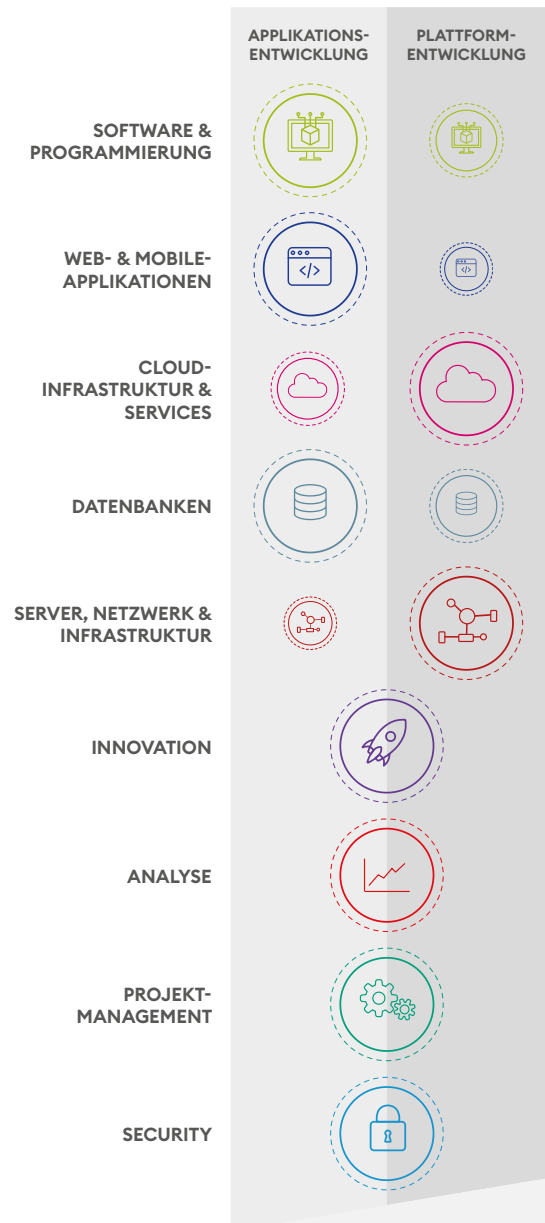 APPLIKATIONS-
ENTWICKLUNG
PLATTFORM-
ENTWICKLUNG
SOFTWARE &
PROGRAMMIERUNG
WEB- & MOBILE-
APPLIKATIONEN
</>
</>
CLOUD-
INFRASTRUKTUR &
SERVICES
DATENBANKEN
SERVER, NETZWERK &
INFRASTRUKTUR
INNOVATION
ANALYSE
PROJEKT-
MANAGEMENT
SECURITY